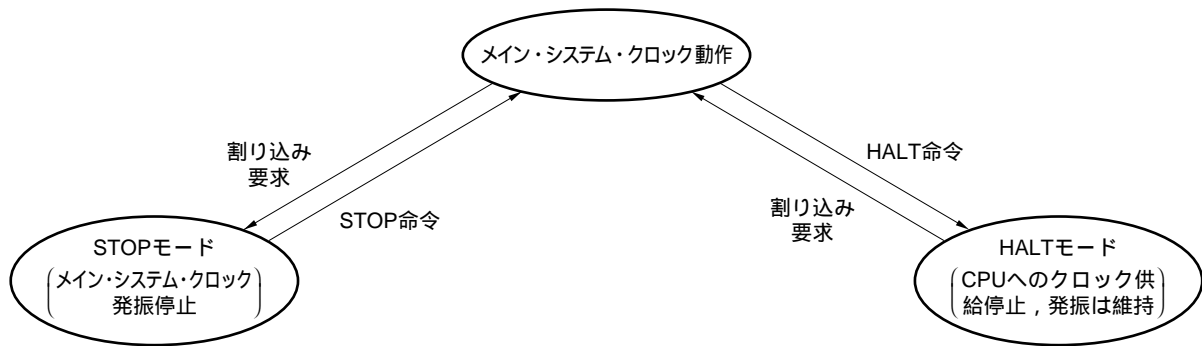 メイン・システム・クロック動作
割り込み
要求
STOP命令
HALT命令
割り込み
要求
STOPモード
メイン・システム・クロック
発振停止
HALTモード
CPUへのクロック供
給停止，発振は維持